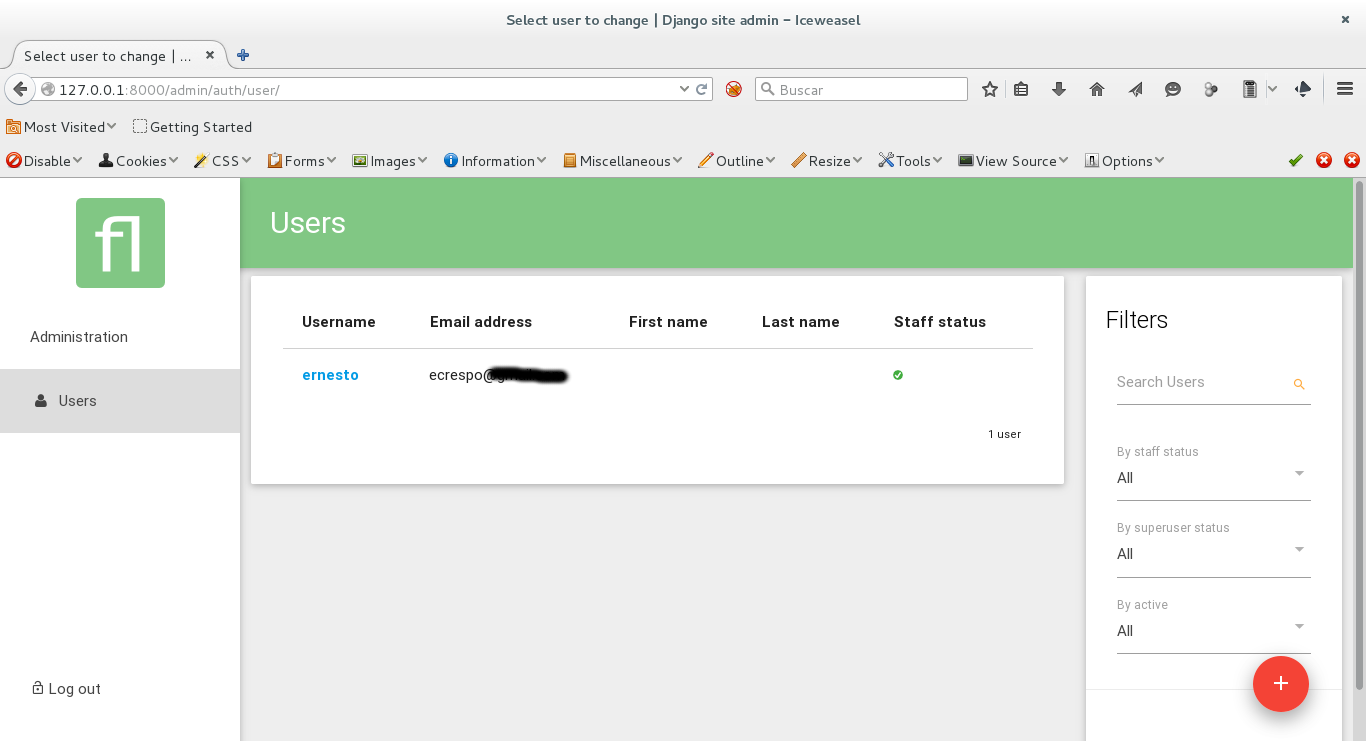 Select user to change | Django site admin – Iceweasel
Select user to change | ...
127.0.0.1:8000/admin/auth/user/
Buscar
Most Visited
Getting Started
Disable Cookies CSS Forms Images Information Miscellaneous Outline Resize Tools View Source Options
fl
Users
Administration
Users
Log out
Username Email address First name Last name Staff status
ernesto ecrespo@
1 user
Filters
Search Users
By staff status
All
By superuser status
All
By active
All